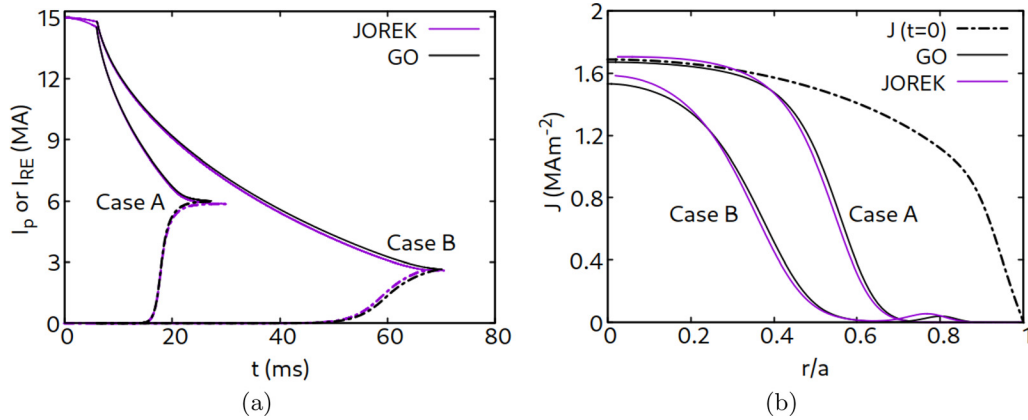 15
12
9
6
3
0
0
20
40
60
80
I_p or I_RE (MA)
t (ms)
JOREK
GO
Case A
Case B
(a)
2
1.6
1.2
0.8
0.4
0
0
0.2
0.4
0.6
0.8
1
J (MAm⁻²)
r/a
J (t=0)
GO
JOREK
Case B
Case A
(b)